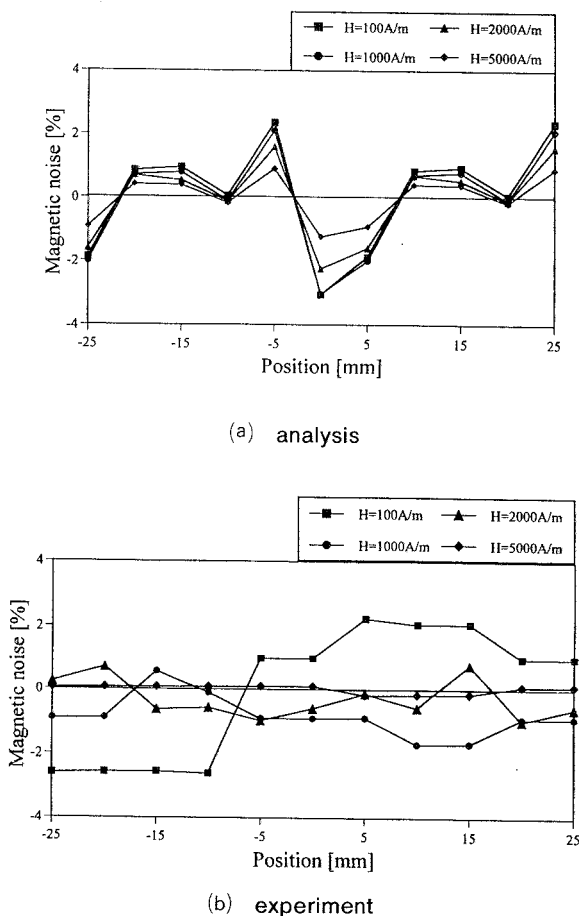 H=100A/m H=2000A/m
H=1000A/m H=5000A/m
4
2
0
-2
-4
Magnetic noise [%]
-25 -15 -5 5 15 25
Position [mm]
(a) analysis
H=100A/m H=2000A/m
H=1000A/m H=5000A/m
4
2
0
-2
-4
Magnetic noise [%]
-25 -15 -5 5 15 25
Position [mm]
(b) experiment